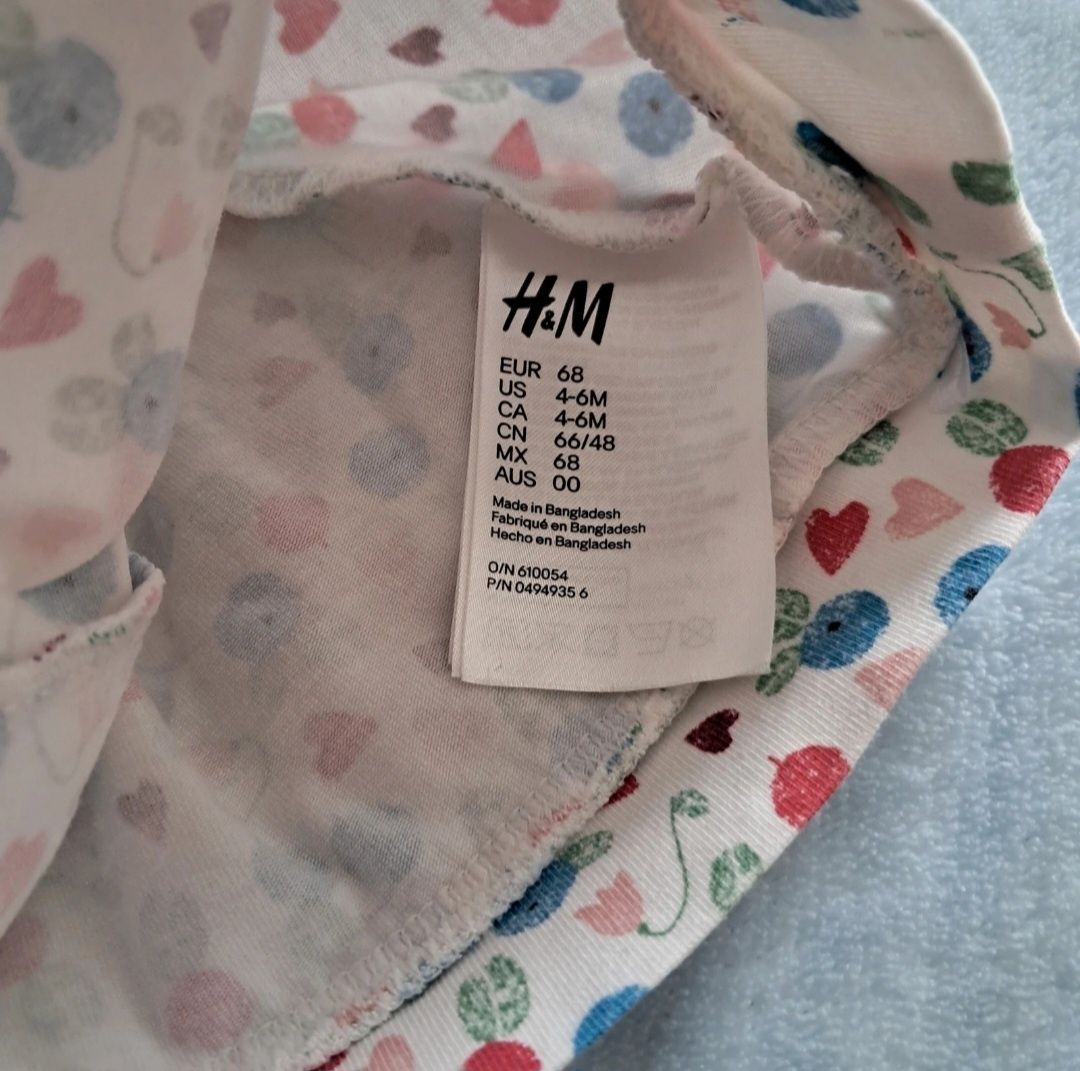 H&M
EUR 68
US 4-6M
CA 4-6M
CN 66/48
MX 68
AUS 00
Made in Bangladesh
Fabriqué en Bangladesh
Hecho en Bangladesh
O/N 610054
P/N 0494935 6